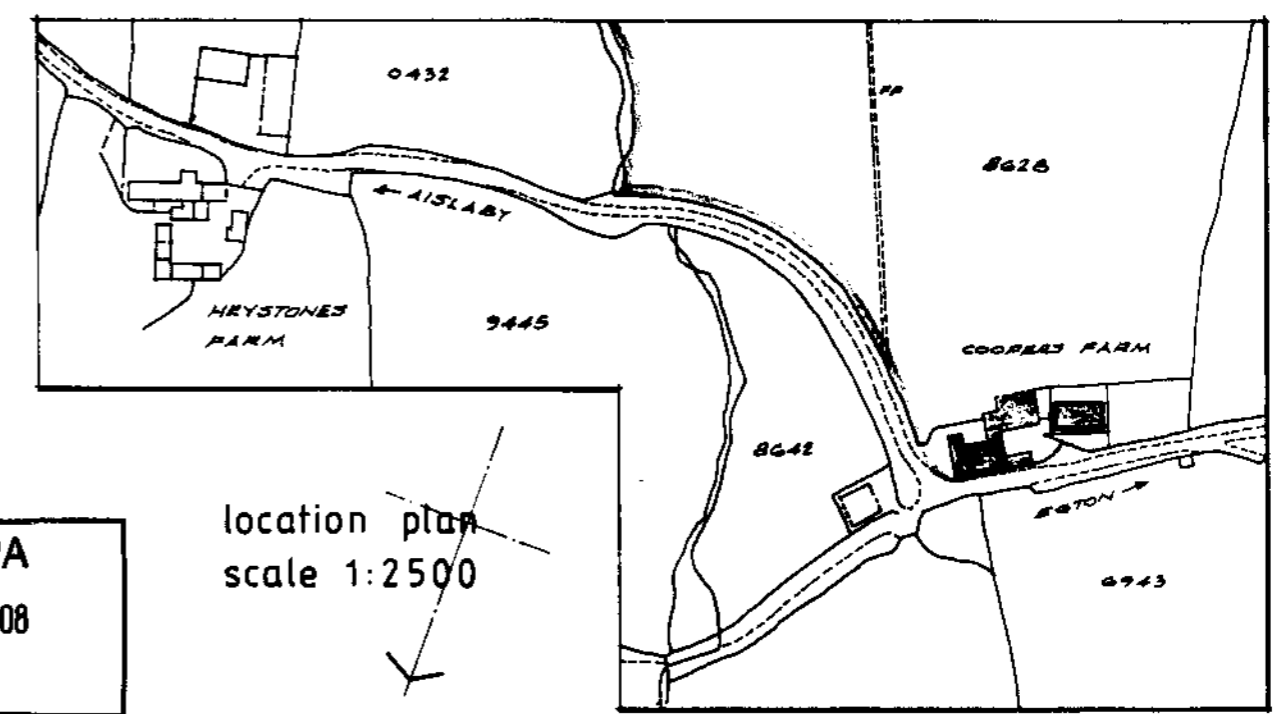 0432
FP
8628
← AISLABY
HEYSTONES
FARM
9445
COOPERS FARM
8642
EGTON →
6943
location plan
scale 1:2500
08